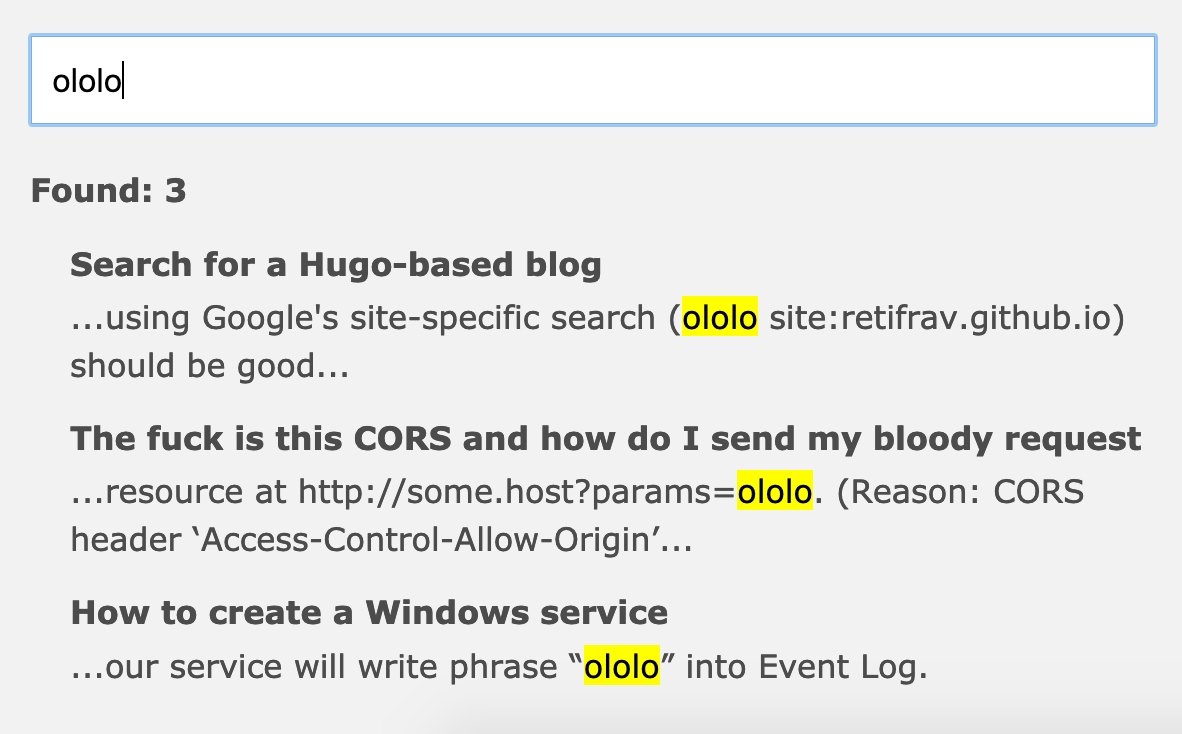 ololo
Found: 3
Search for a Hugo-based blog
...using Google's site-specific search (ololo site:retifrav.github.io)
should be good...
The fuck is this CORS and how do I send my bloody request
...resource at http://some.host?params=ololo. (Reason: CORS
header ‘Access-Control-Allow-Origin’...
How to create a Windows service
...our service will write phrase “ololo” into Event Log.